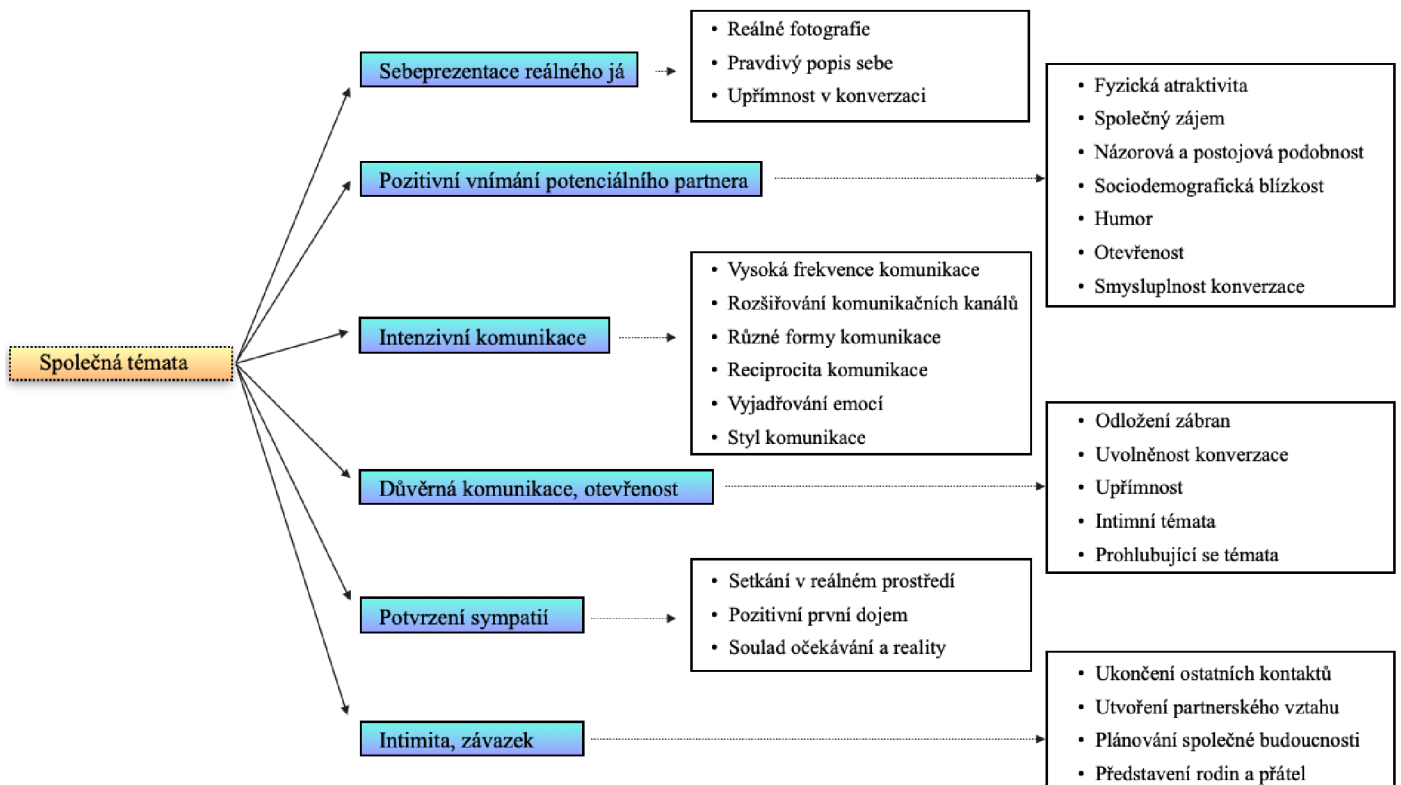 Společná témata
Sebeprezentace reálného já
• Reálné fotografie
• Pravdivý popis sebe
• Upřímnost v konverzaci
Pozitivní vnímání potenciálního partnera
• Fyzická atraktivita
• Společný zájem
• Názorová a postojová podobnost
• Sociodemografická blízkost
• Humor
• Otevřenost
• Smysluplnost konverzace
Intenzivní komunikace
• Vysoká frekvence komunikace
• Rozšiřování komunikačních kanálů
• Různé formy komunikace
• Reciprocita komunikace
• Vyjadřování emocí
• Styl komunikace
Důvěrná komunikace, otevřenost
• Odložení zábran
• Uvolněnost konverzace
• Upřímnost
• Intimní témata
• Prohlubující se témata
Potvrzení sympatií
• Setkání v reálném prostředí
• Pozitivní první dojem
• Soulad očekávání a reality
Intimita, závazek
• Ukončení ostatních kontaktů
• Utvoření partnerského vztahu
• Plánování společné budoucnosti
• Představení rodin a přátel